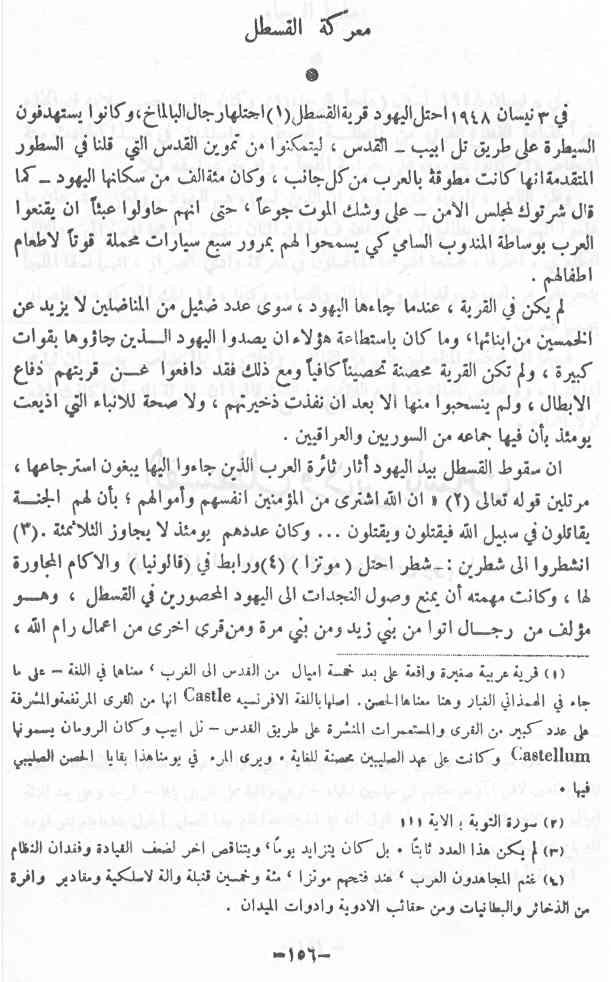 معركة القسطل
في ٣ نيسان ١٩٤٨ احتل اليهود قرية القسطل (١) احتلها رجال البالماخ، وكانوا يستهدفون
السيطرة على طريق تل ابيب – القدس ، ليتمكنوا من تموين القدس التي قلنا في السطور
المتقدمة انها كانت مطوقة بالعرب من كل جانب ، وكان مئة الف من سكانها اليهود – كما
قال شرتوك لمجلس الامن – على وشك الموت جوعاً ، حتى انهم حاولوا عبثاً ان يقنعوا
العرب بوساطة المندوب السامي كي يسمحوا لهم بمرور سبع سيارات محملة قوتاً لاطعام
اطفالهم
لم يكن في القرية ، عندما جاءها اليهود ، سوى عدد ضئيل من المناضلين لا يزيد عن
الخمسين من ابنائها ، وما كان باستطاعة هؤلاء ان يصدوا اليهود الـذين جاؤوها بقوات
كبيرة ، ولم تكن القرية محصنة تحصيناً كافياً ومع ذلك فقد دافعوا عـن قريتهم دفاع
الابطال ، ولم ينسحبوا منها الا بعد ان نفذت ذخيرتهم ، ولا صحة للانباء التي اذيعت
يومئذ بأن فيها جماعه من السوريين والعراقيين .
ان سقوط القسطل بيد اليهود أثار ثائرة العرب الذين جاءوا اليها يبغون استرجاعها ،
مرتلين قوله تعالى (٢) « ان الله اشترى من المؤمنين انفسهم وأموالهم ؛ بأن لهم الجنـة
يقاتلون في سبيل الله فيقتلون ويقتلون ... وكان عددهم يومئذ لا يجاوز الثلاثمئة . (٣)
انشطروا الى شطرين :– شطر احتل ( موتزا ) (٤) ورابط في ( قالونيا ) والاكام المجاورة
لها ، وكانت مهمته أن يمنع وصول النجدات الى اليهود المحصورين في القسطل ، وهـو
مؤلف من رجـال اتوا من بني زيد ومن بني مرة ومن قرى اخرى من اعمال رام الله ،
(١) قرية عربية صغيرة واقعة على بعد خمسة اميال من القدس الى الغرب ، معناها في اللغة – على ما
جاء في الهمذاني الغبار وهنا معناها الحصن . اصلها باللغة الافرنسيه Castle انها من القرى المرتفعة والمشرفة
على عدد كبير من القرى والمستعمرات المنشرة على طريق القدس – تل ابيب وكان الرومان يسمونها
Castellum وكانت على عهد الصليبين محصنة للغاية . ويرى المرء في يومنا هذا بقايا الحصن الصليبي
فيها .
(٢) سورة التوبة : الاية ١١١
(٣) لم يكن هذا العدد ثابتًا . بل كان يتزايد يومًا ، ويتناقص اخر لضعف القيادة وفقدان النظام
(٤) غنم المجاهدون العرب ، عند فتحهم موتزا ، مئة وخمسين قنبلة والة لاسلكية ومقادير وافرة
من الذخائر والبطانيات ومن حقائب الادوية وادوات الميدان .
–١٥٦–